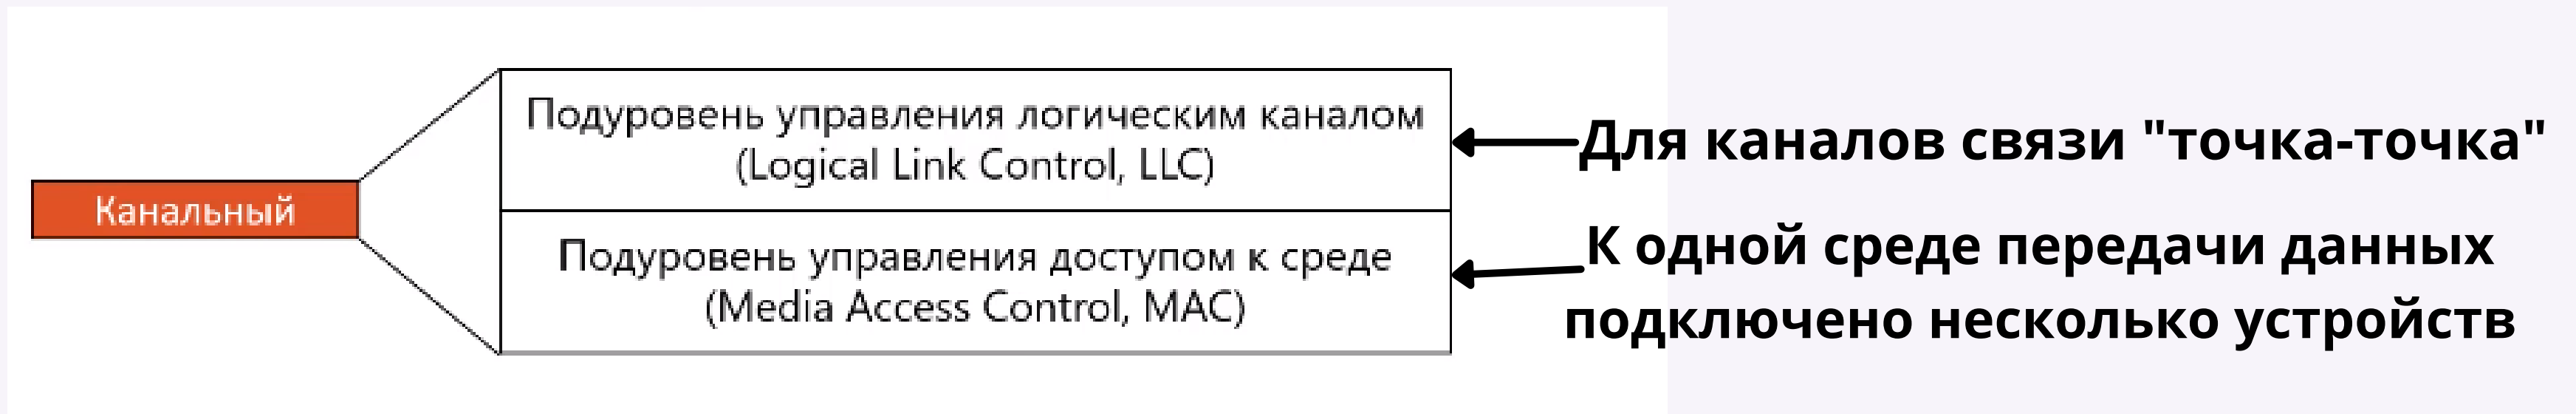 Канальный
Подуровень управления логическим каналом
(Logical Link Control, LLC)
Подуровень управления доступом к среде
(Media Access Control, MAC)
Для каналов связи "точка-точка"
К одной среде передачи данных
подключено несколько устройств